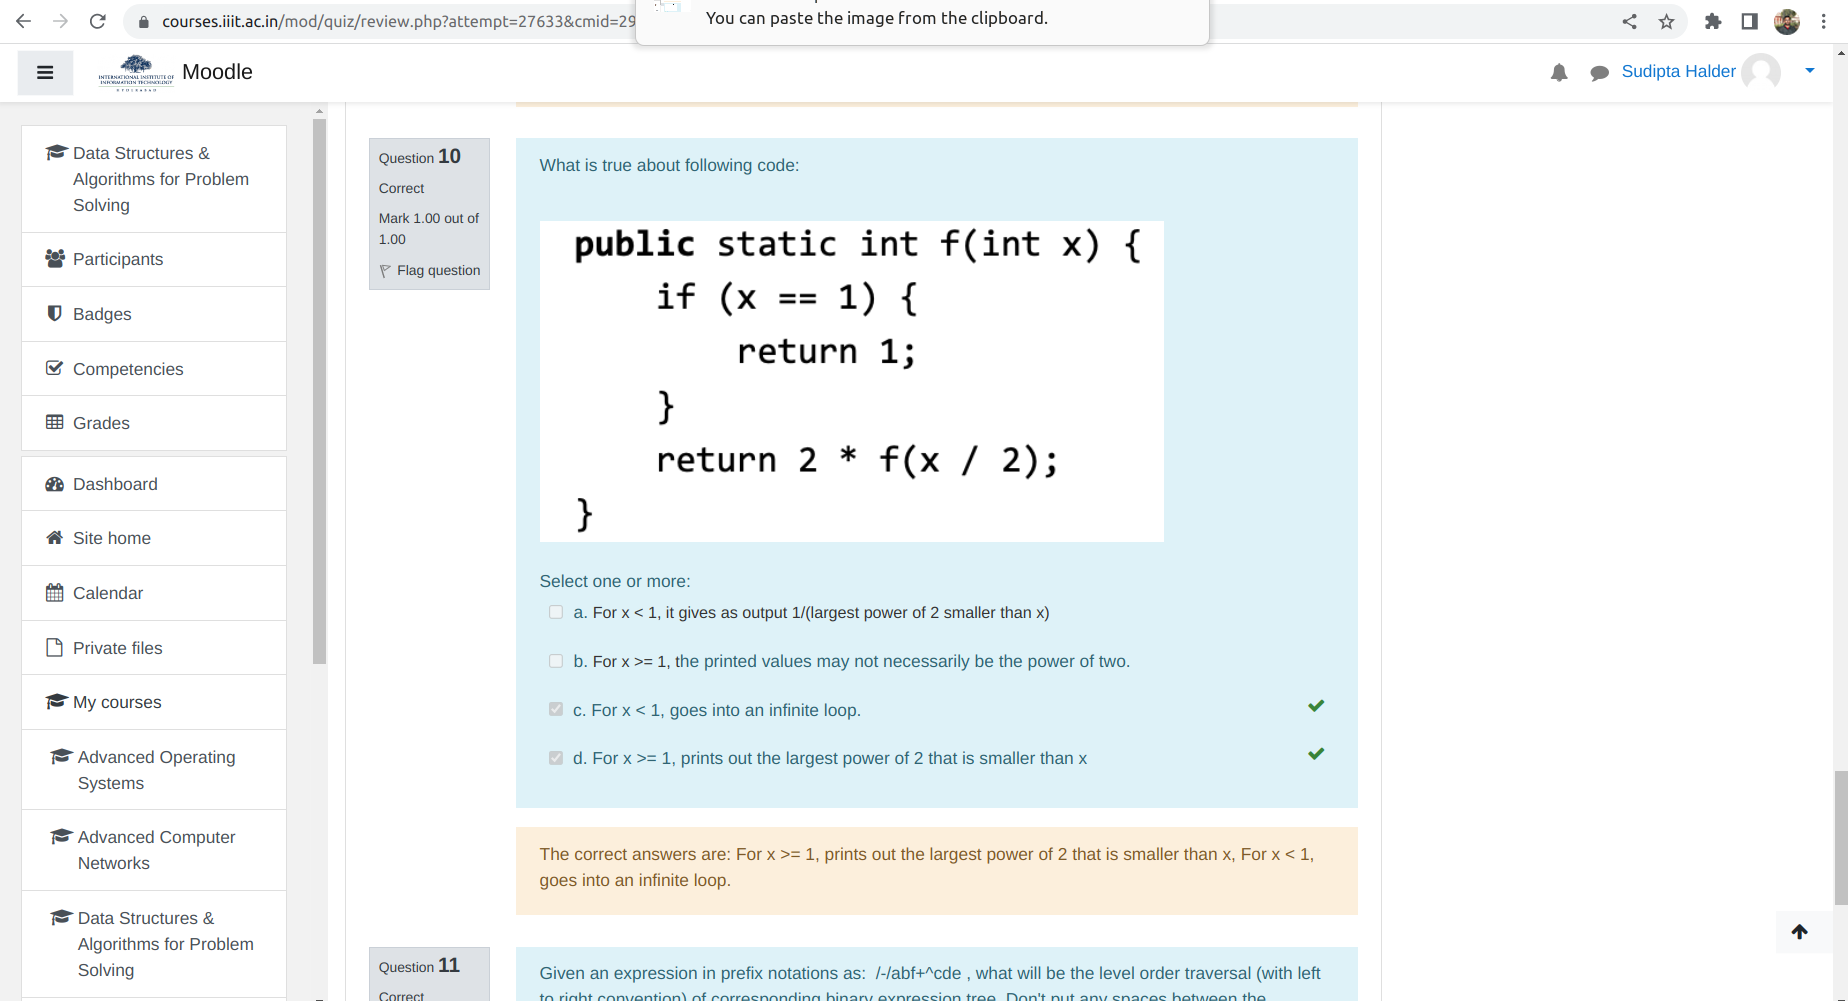 You can paste the image from the clipboard.
courses.iiit.ac.in/mod/quiz/review.php?attempt=27633&cmid=29
INTERNATIONAL INSTITUTE OF
INFORMATION TECHNOLOGY
HYDERABAD
Moodle
Sudipta Halder
Data Structures &
Algorithms for Problem
Solving
Participants
Badges
Competencies
Grades
Dashboard
Site home
Calendar
Private files
My courses
Advanced Operating
Systems
Advanced Computer
Networks
Data Structures &
Algorithms for Problem
Solving
Question 10
Correct
Mark 1.00 out of
1.00
Flag question
What is true about following code:
public static int f(int x) {
if (x == 1) {
return 1;
}
return 2 * f(x / 2);
}
Select one or more:
a. For x < 1, it gives as output 1/(largest power of 2 smaller than x)
b. For x >= 1, the printed values may not necessarily be the power of two.
c. For x < 1, goes into an infinite loop.
d. For x >= 1, prints out the largest power of 2 that is smaller than x
The correct answers are: For x >= 1, prints out the largest power of 2 that is smaller than x, For x < 1,
goes into an infinite loop.
Question 11
Correct
Given an expression in prefix notations as: /-/abf+^cde , what will be the level order traversal (with left
to right convention) of corresponding binary expression tree. Don't put any spaces between the